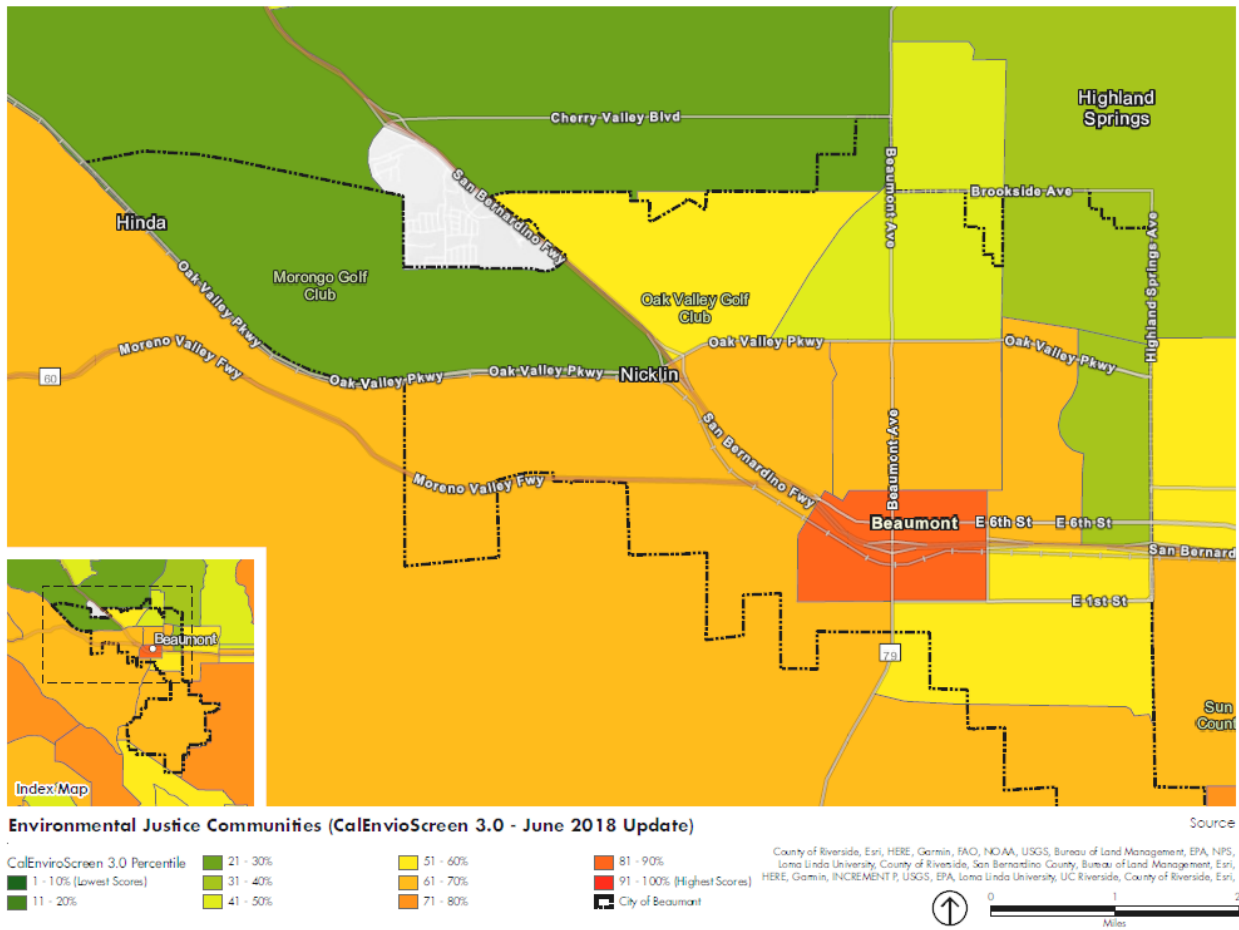 Highland
Springs
Cherry Valley Blvd
Beaumont Ave
San Bernardino Fwy
Brookside Ave
Hinda
Highland Springs Ave
Morongo Golf
Club
Oak Valley Pkwy
Oak Valley Golf
Club
Moreno Valley Fwy
Oak Valley Pkwy
Oak Valley Pkwy
60
Oak Valley Pkwy
Oak Valley Pkwy
Nicklin
San Bernardino Fwy
Beaumont Ave
Moreno Valley Fwy
Beaumont
E 6th St
E 6th St
San Bernard
E 1st St
79
Beaumont
Sun
Count
Index Map
Environmental Justice Communities (CalEnvioScreen 3.0 - June 2018 Update)
Source
CalEnviroScreen 3.0 Percentile
1 - 10% (Lowest Scores)
11 - 20%
21 - 30%
31 - 40%
41 - 50%
51 - 60%
61 - 70%
71 - 80%
81 - 90%
91 - 100% (Highest Scores)
City of Beaumont
County of Riverside, Esri, HERE, Garmin, FAO, NOAA, USGS, Bureau of Land Management, EPA, NPS,
Loma Linda University, County of Riverside, San Bernardino County, Bureau of Land Management, Esri,
HERE, Garmin, INCREMENT P, USGS, EPA, Loma Linda University, UC Riverside, County of Riverside, Esri,
0 1 2
Miles